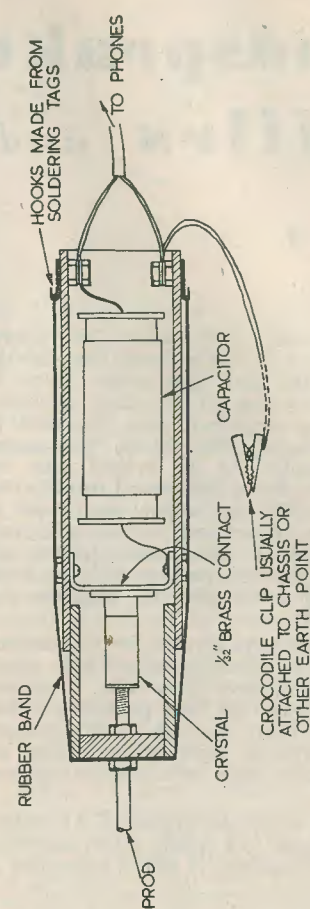 HOOKS MADE FROM
SOLDERING TAGS
TO PHONES
RUBBER BAND
PROD
CRYSTAL
1/32" BRASS CONTACT
CAPACITOR
CROCODILE CLIP USUALLY
ATTACHED TO CHASSIS OR
OTHER EARTH POINT